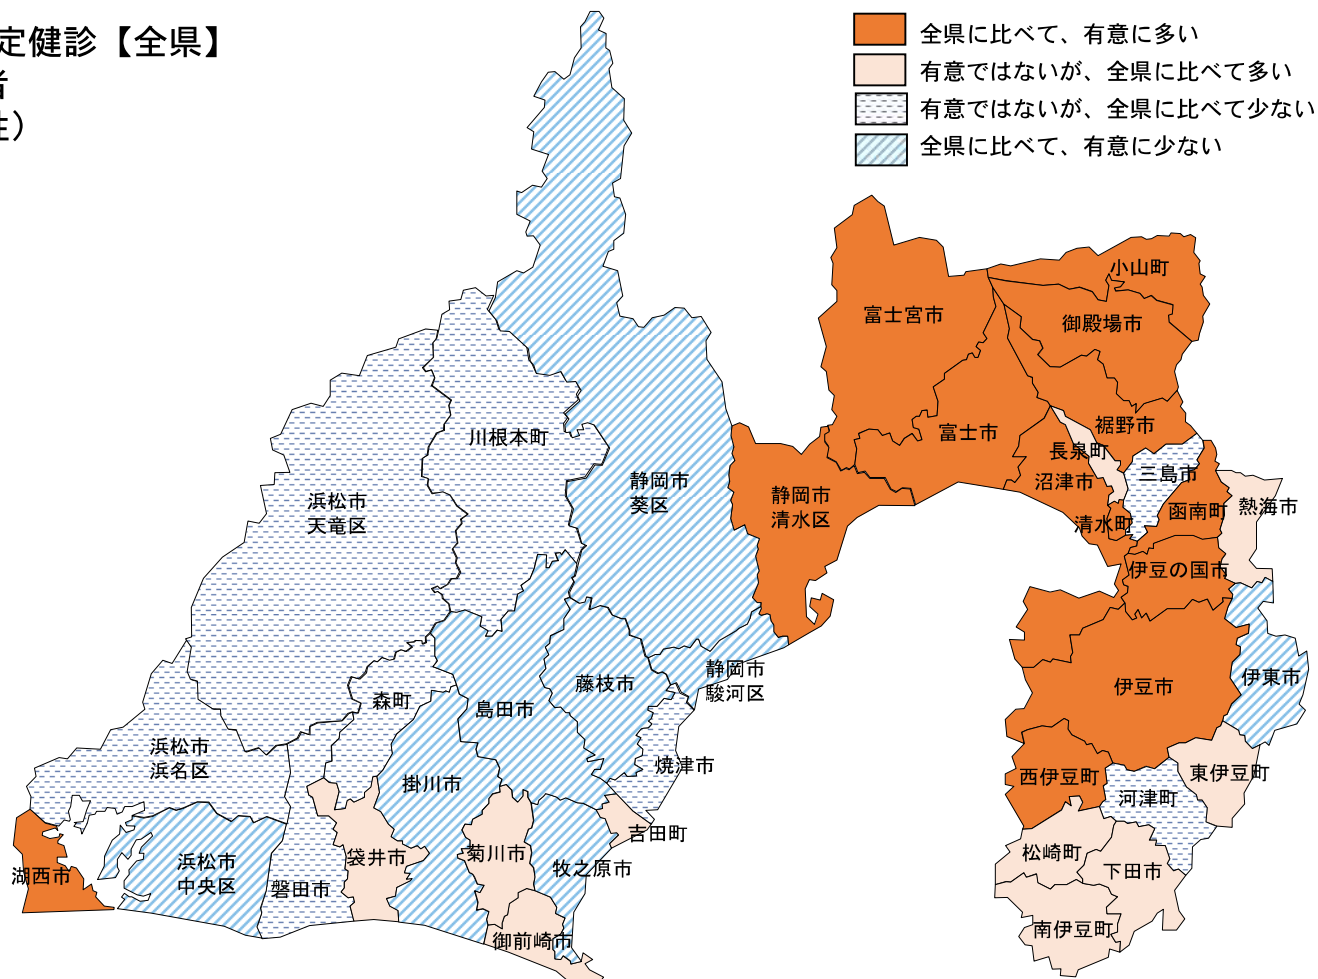 定健診【全県】
者
性）
全県に比べて、有意に多い
有意ではないが、全県に比べて多い
有意ではないが、全県に比べて少ない
全県に比べて、有意に少ない
小山町
富士宮市
御殿場市
裾野市
富士市
長泉町
川根本町
三島市
沼津市
静岡市
葵区
静岡市
清水区
浜松市
天竜区
函南町
熱海市
清水町
伊豆の国市
静岡市
駿河区
藤枝市
伊東市
伊豆市
森町
島田市
浜松市
浜名区
焼津市
東伊豆町
西伊豆町
掛川市
河津町
吉田町
袋井市
菊川市
松崎町
浜松市
中央区
牧之原市
下田市
湖西市
磐田市
南伊豆町
御前崎市